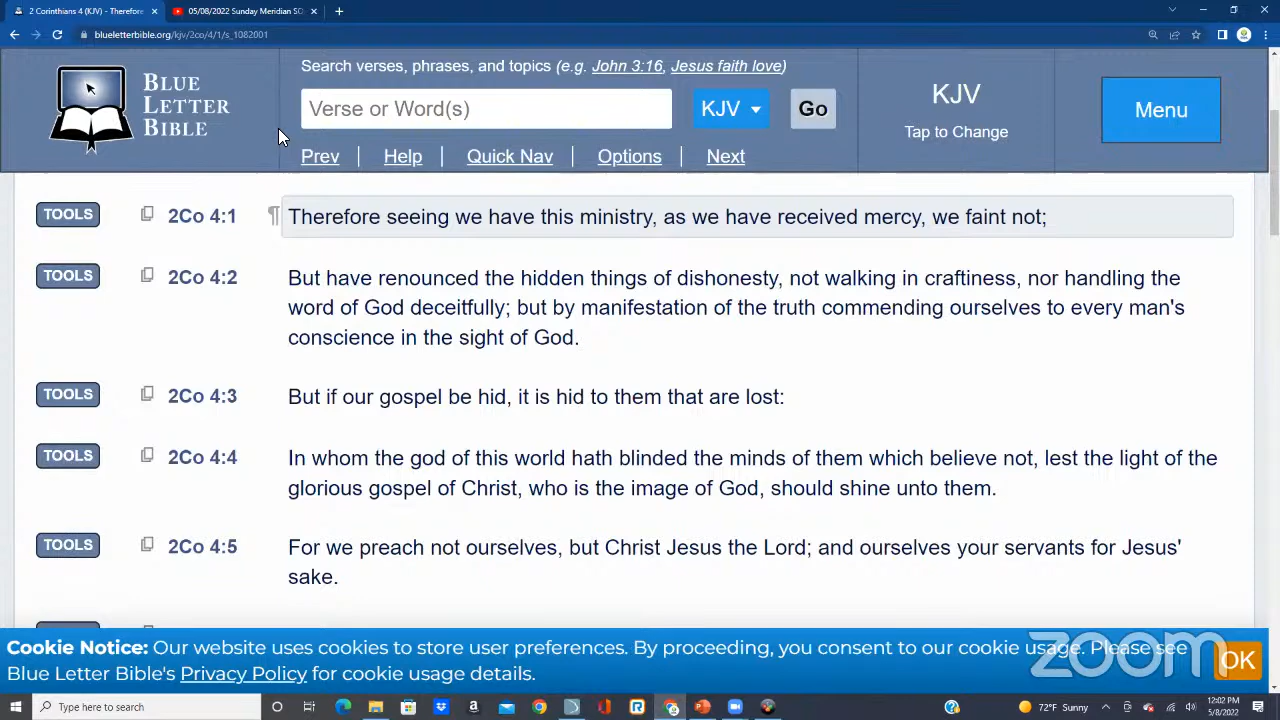 2 Corinthians 4 (KJV) - Therefore
05/08/2022 Sunday Meridian SO
blueletterbible.org/kjv/2co/4/1/s_1082001
Search verses, phrases, and topics (e.g. John 3:16, Jesus faith love)
BLUE
LETTER
BIBLE
Verse or Word(s)
KJV
Go
KJV
Tap to Change
Menu
Prev | Help | Quick Nav | Options | Next
TOOLS 2Co 4:1 ¶ Therefore seeing we have this ministry, as we have received mercy, we faint not;
TOOLS 2Co 4:2 But have renounced the hidden things of dishonesty, not walking in craftiness, nor handling the
word of God deceitfully; but by manifestation of the truth commending ourselves to every man's
conscience in the sight of God.
TOOLS 2Co 4:3 But if our gospel be hid, it is hid to them that are lost:
TOOLS 2Co 4:4 In whom the god of this world hath blinded the minds of them which believe not, lest the light of the
glorious gospel of Christ, who is the image of God, should shine unto them.
TOOLS 2Co 4:5 For we preach not ourselves, but Christ Jesus the Lord; and ourselves your servants for Jesus'
sake.
Cookie Notice: Our website uses cookies to store user preferences. By proceeding, you consent to our cookie usage. Please see
Blue Letter Bible's Privacy Policy for cookie usage details.
OK
zoom
Type here to search
72°F Sunny
12:02 PM
5/8/2022